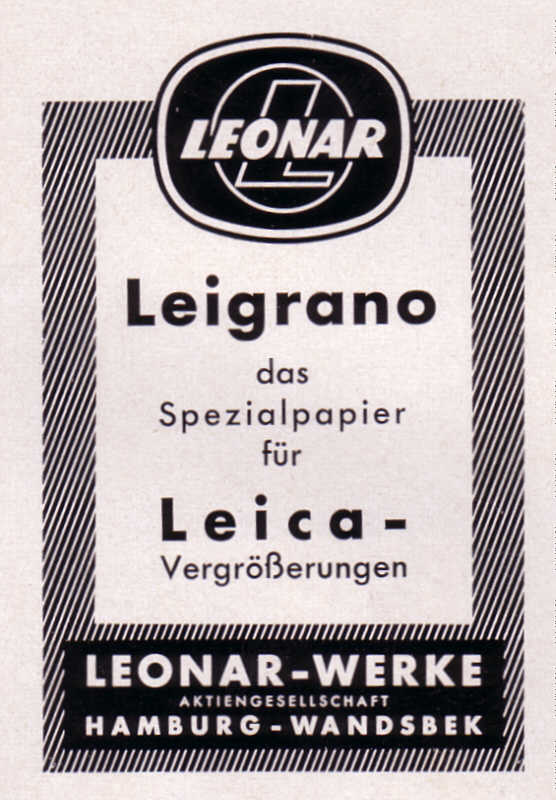 LEONAR
L
Leigrano
das
Spezialpapier
für
Leica-
Vergrößerungen
LEONAR-WERKE
AKTIENGESELLSCHAFT
HAMBURG-WANDSBEK